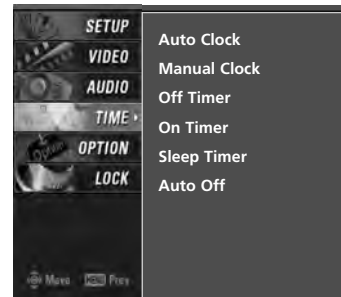 SETUP
VIDEO
AUDIO
TIME
OPTION
LOCK
Move MENU Prev
Auto Clock
Manual Clock
Off Timer
On Timer
Sleep Timer
Auto Off